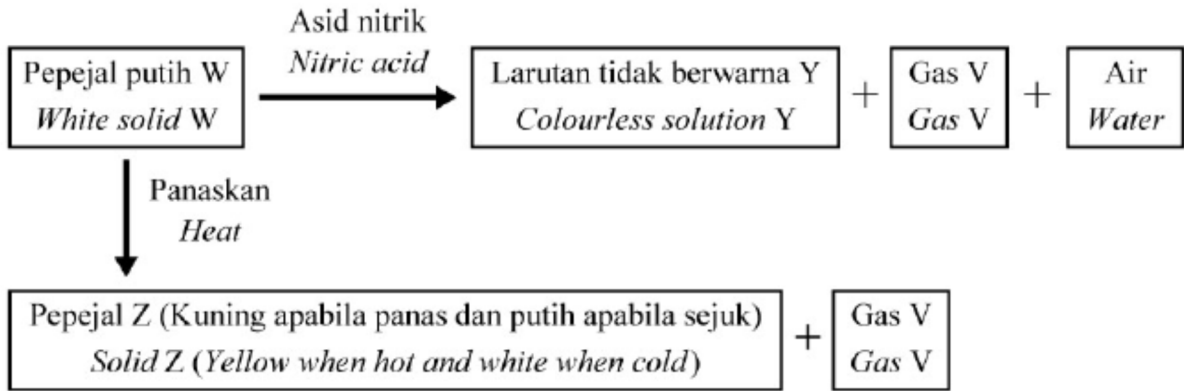 Asid nitrik
Nitric acid
Pepejal putih W
White solid W
Larutan tidak berwarna Y
Colourless solution Y
+
Gas V
Gas V
+
Air
Water
Panaskan
Heat
Pepejal Z (Kuning apabila panas dan putih apabila sejuk)
Solid Z (Yellow when hot and white when cold)
+
Gas V
Gas V